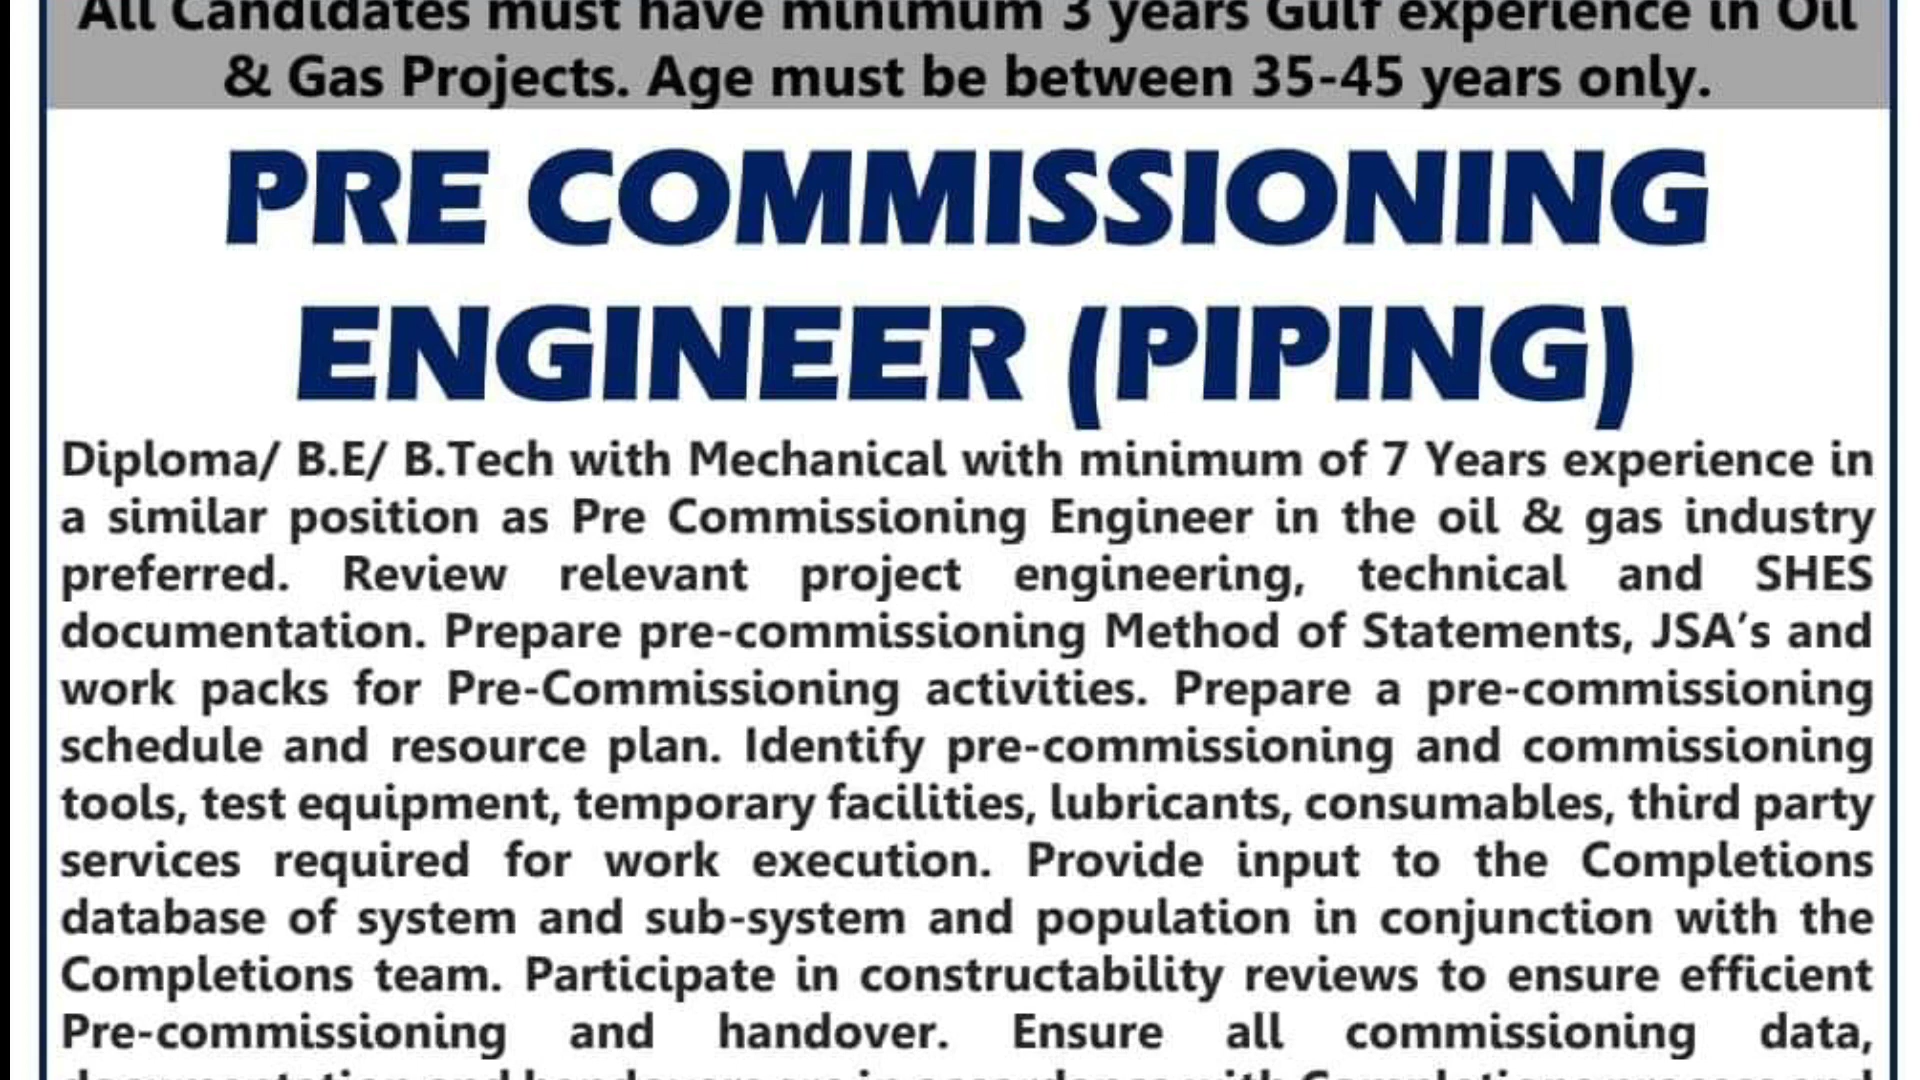 All Candidates must have minimum 3 years Gulf experience in Oil
& Gas Projects. Age must be between 35-45 years only.
PRE COMMISSIONING
ENGINEER (PIPING)
Diploma/ B.E/ B.Tech with Mechanical with minimum of 7 Years experience in
a similar position as Pre Commissioning Engineer in the oil & gas industry
preferred. Review relevant project engineering, technical and SHES
documentation. Prepare pre-commissioning Method of Statements, JSA’s and
work packs for Pre-Commissioning activities. Prepare a pre-commissioning
schedule and resource plan. Identify pre-commissioning and commissioning
tools, test equipment, temporary facilities, lubricants, consumables, third party
services required for work execution. Provide input to the Completions
database of system and sub-system and population in conjunction with the
Completions team. Participate in constructability reviews to ensure efficient
Pre-commissioning and handover. Ensure all commissioning data,